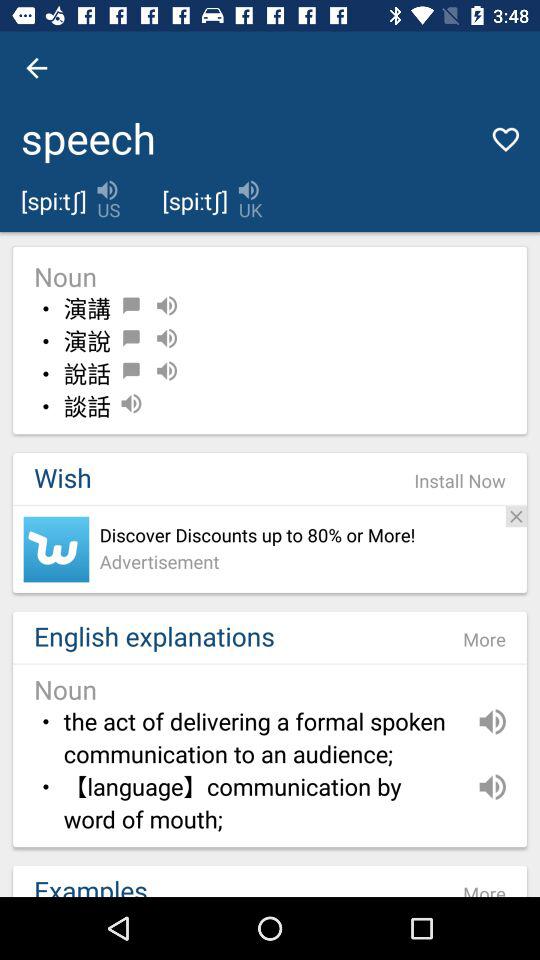 3:48
speech
[spiːtʃ] US [spiːtʃ] UK
Noun
• 演講
• 演說
• 說話
• 談話
Wish Install Now
Discover Discounts up to 80% or More!
Advertisement
English explanations More
Noun
• the act of delivering a formal spoken
communication to an audience;
• 【language】communication by
word of mouth;
Examples More